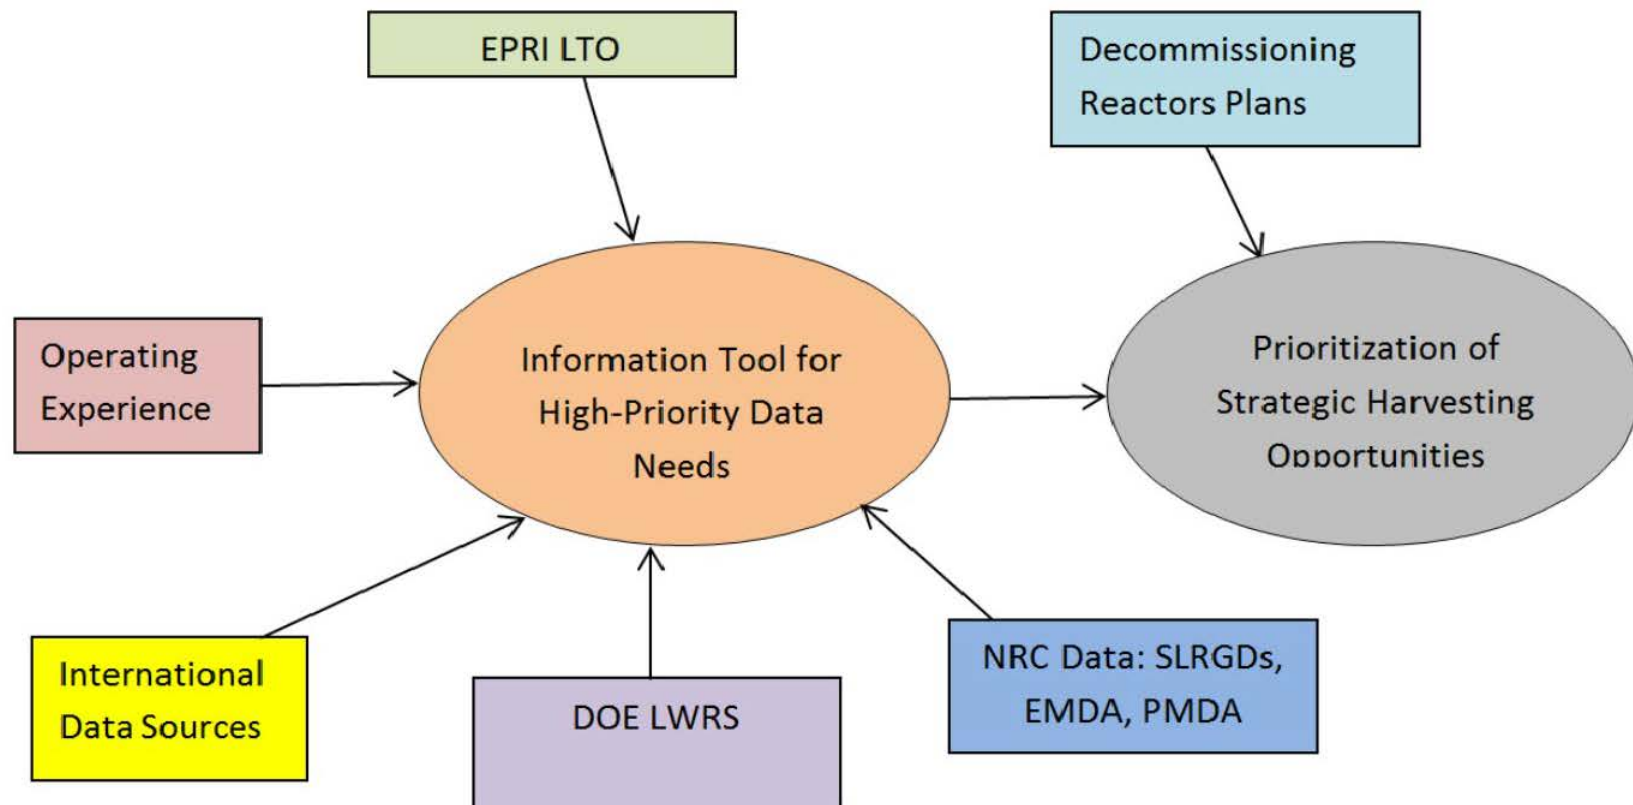 EPRI LTO
Decommissioning
Reactors Plans
Operating
Experience
Information Tool for
High-Priority Data
Needs
Prioritization of
Strategic Harvesting
Opportunities
International
Data Sources
DOE LWRS
NRC Data: SLRGDs,
EMDA, PMDA